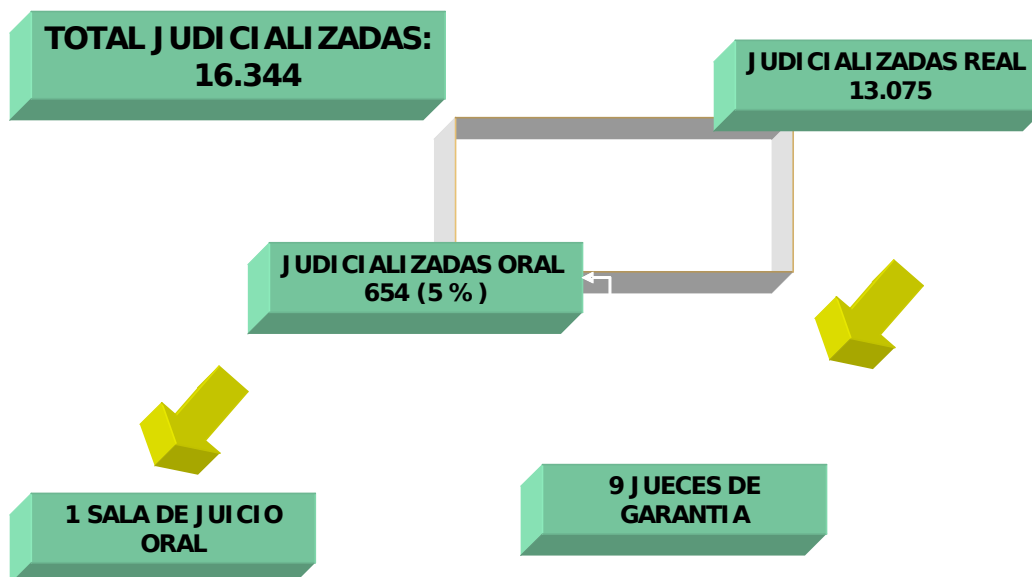 TOTAL JUDICIALIZADAS:
16.344
JUDICIALIZADAS REAL
13.075
JUDICIALIZADAS ORAL
654 (5 %)
9 JUECES DE
GARANTIA
1 SALA DE JUICIO
ORAL